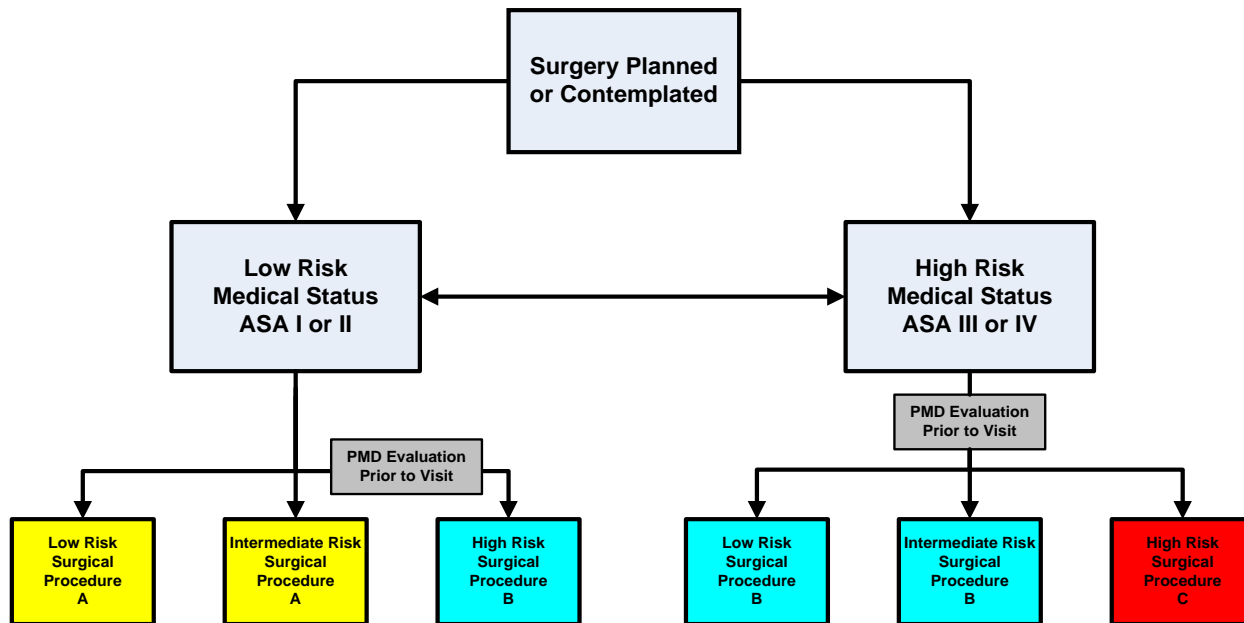 Surgery Planned
or Contemplated
Low Risk
Medical Status
ASA I or II
High Risk
Medical Status
ASA III or IV
PMD Evaluation
Prior to Visit
PMD Evaluation
Prior to Visit
Low Risk
Surgical
Procedure
A
Intermediate Risk
Surgical
Procedure
A
High Risk
Surgical
Procedure
B
Low Risk
Surgical
Procedure
B
Intermediate Risk
Surgical
Procedure
B
High Risk
Surgical
Procedure
C